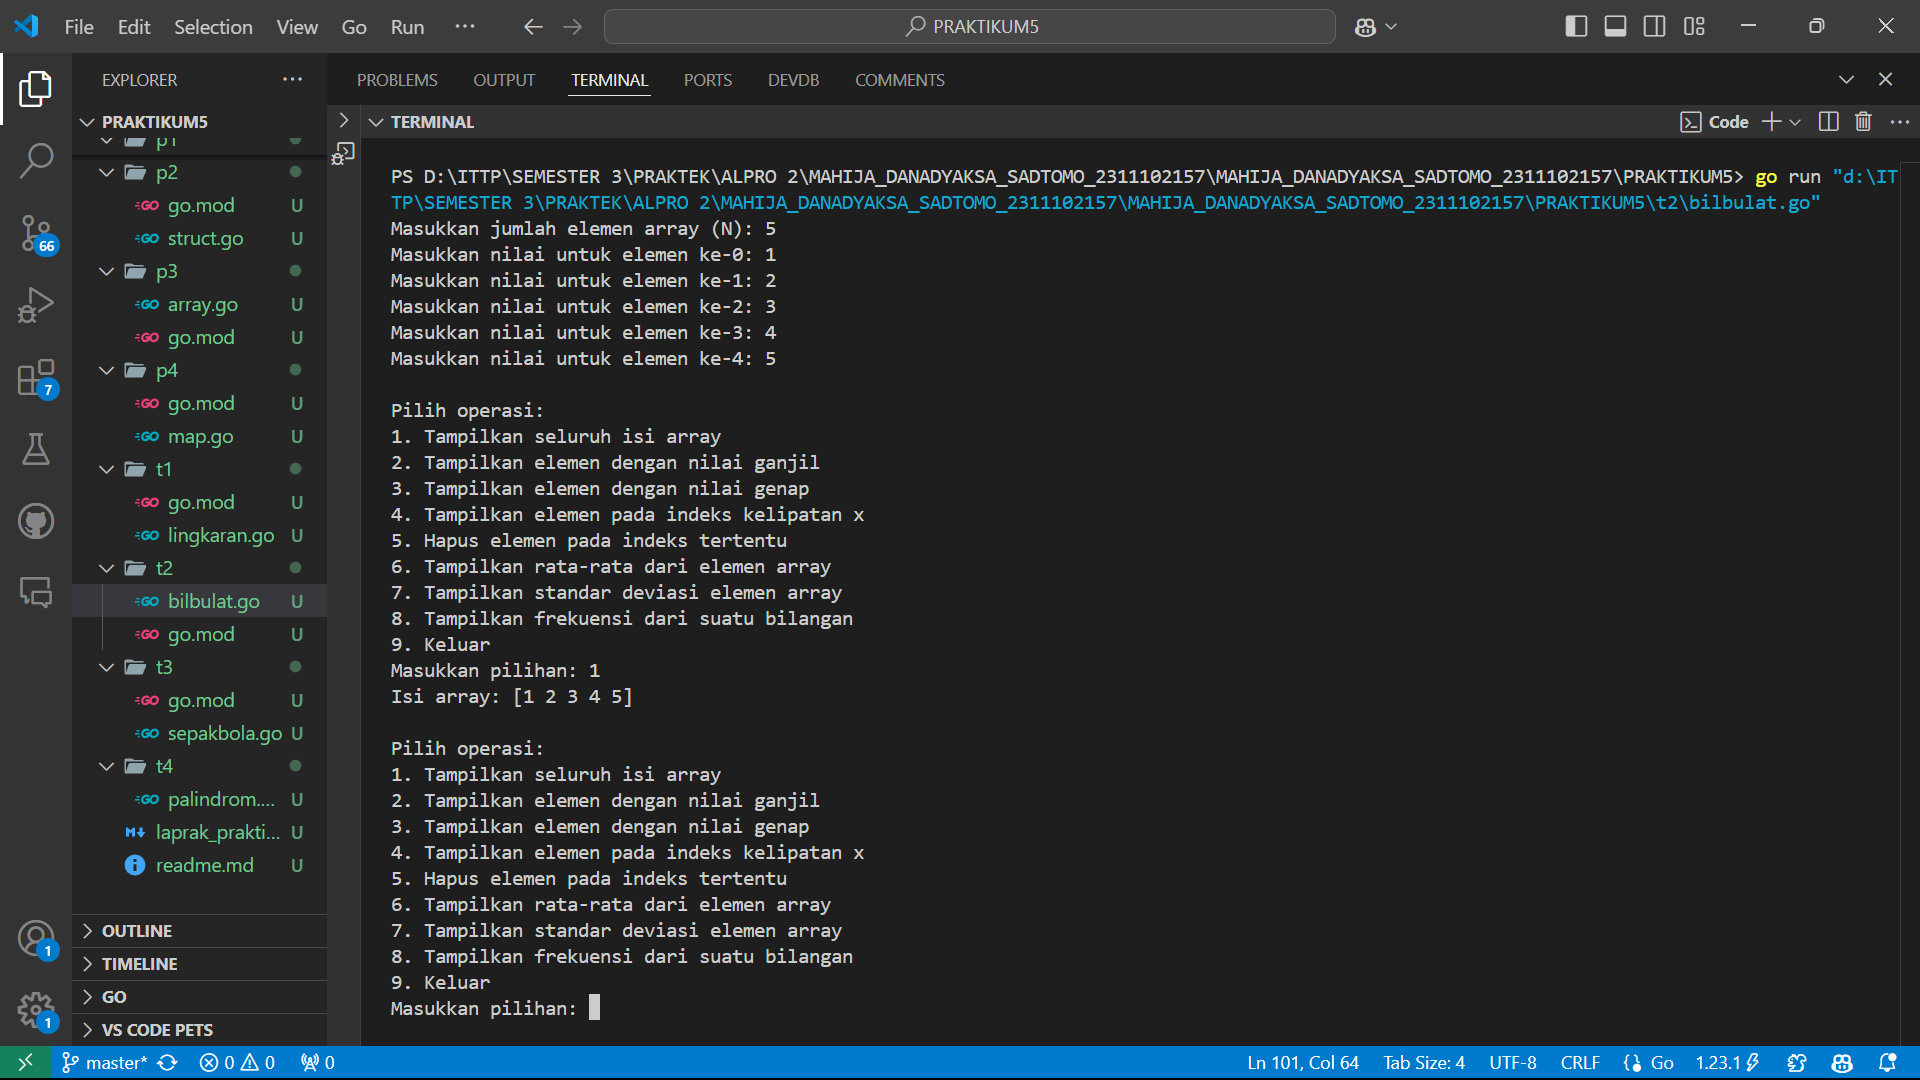 File Edit Selection View Go Run ··· PRAKTIKUM5
EXPLORER ···
PRAKTIKUM5
p1
p2
go.mod U
struct.go U
p3
array.go U
go.mod U
p4
go.mod U
map.go U
t1
go.mod U
lingkaran.go U
t2
bilbulat.go U
go.mod U
t3
go.mod U
sepakbola.go U
t4
palindrom.... U
laprak_prakti... U
readme.md U
OUTLINE
TIMELINE
GO
VS CODE PETS
66
7
1
1
PROBLEMS OUTPUT TERMINAL PORTS DEVDB COMMENTS
TERMINAL Code
PS D:\ITTP\SEMESTER 3\PRAKTEK\ALPRO 2\MAHIJA_DANADYAKSA_SADTOMO_2311102157\MAHIJA_DANADYAKSA_SADTOMO_2311102157\PRAKTIKUM5> go run "d:\IT
TP\SEMESTER 3\PRAKTEK\ALPRO 2\MAHIJA_DANADYAKSA_SADTOMO_2311102157\MAHIJA_DANADYAKSA_SADTOMO_2311102157\PRAKTIKUM5\t2\bilbulat.go"
Masukkan jumlah elemen array (N): 5
Masukkan nilai untuk elemen ke-0: 1
Masukkan nilai untuk elemen ke-1: 2
Masukkan nilai untuk elemen ke-2: 3
Masukkan nilai untuk elemen ke-3: 4
Masukkan nilai untuk elemen ke-4: 5
Pilih operasi:
1. Tampilkan seluruh isi array
2. Tampilkan elemen dengan nilai ganjil
3. Tampilkan elemen dengan nilai genap
4. Tampilkan elemen pada indeks kelipatan x
5. Hapus elemen pada indeks tertentu
6. Tampilkan rata-rata dari elemen array
7. Tampilkan standar deviasi elemen array
8. Tampilkan frekuensi dari suatu bilangan
9. Keluar
Masukkan pilihan: 1
Isi array: [1 2 3 4 5]
Pilih operasi:
1. Tampilkan seluruh isi array
2. Tampilkan elemen dengan nilai ganjil
3. Tampilkan elemen dengan nilai genap
4. Tampilkan elemen pada indeks kelipatan x
5. Hapus elemen pada indeks tertentu
6. Tampilkan rata-rata dari elemen array
7. Tampilkan standar deviasi elemen array
8. Tampilkan frekuensi dari suatu bilangan
9. Keluar
Masukkan pilihan:
master* 0 0 0 Ln 101, Col 64 Tab Size: 4 UTF-8 CRLF {} Go 1.23.1